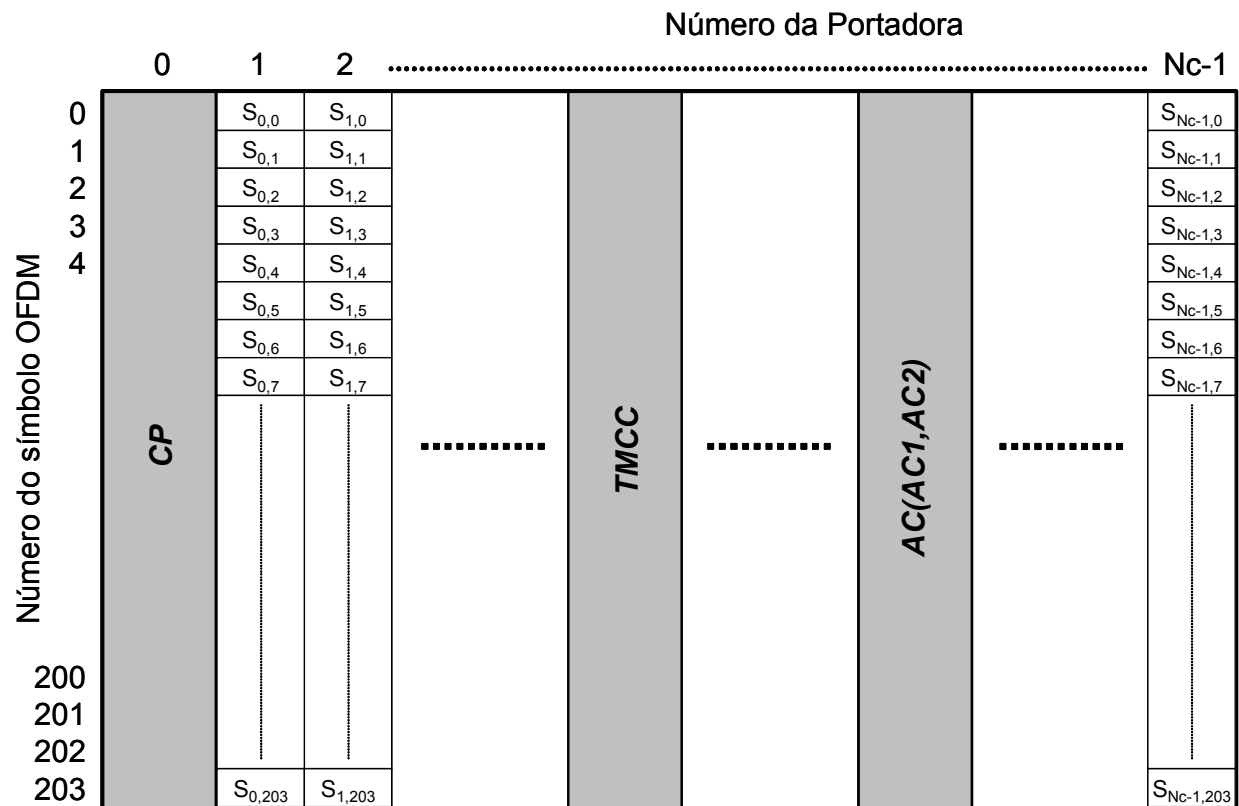 Número da Portadora
0 1 2 Nc-1
0 S0,0 S1,0 SNc-1,0
1 S0,1 S1,1 SNc-1,1
2 S0,2 S1,2 SNc-1,2
3 S0,3 S1,3 SNc-1,3
4 S0,4 S1,4 SNc-1,4
S0,5 S1,5 SNc-1,5
S0,6 S1,6 SNc-1,6
S0,7 S1,7 SNc-1,7
Número do símbolo OFDM
CP
TMCC
AC(AC1,AC2)
200
201
202
203 S0,203 S1,203 SNc-1,203